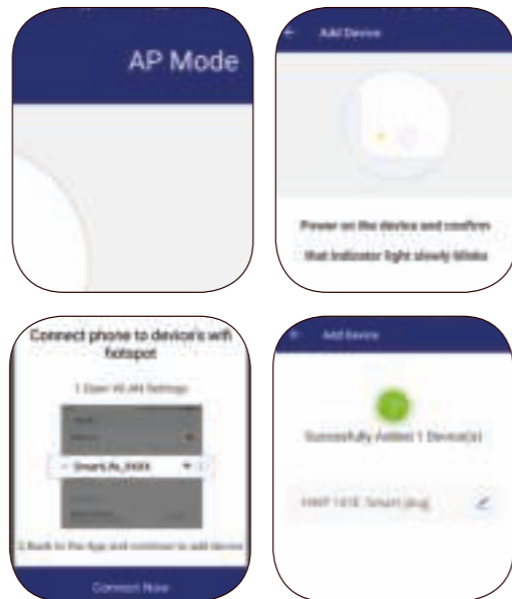 AP Mode
Add Device
Power on the device and confirm
that indicator light slowly blinks
Connect phone to device's wifi
hotspot
1.Open WLAN Settings
SmartLife_XXXX
2.Back to the App and continue to add device
Connect Now
Add Device
Successfully Added 1 Device(s)
Smart plug